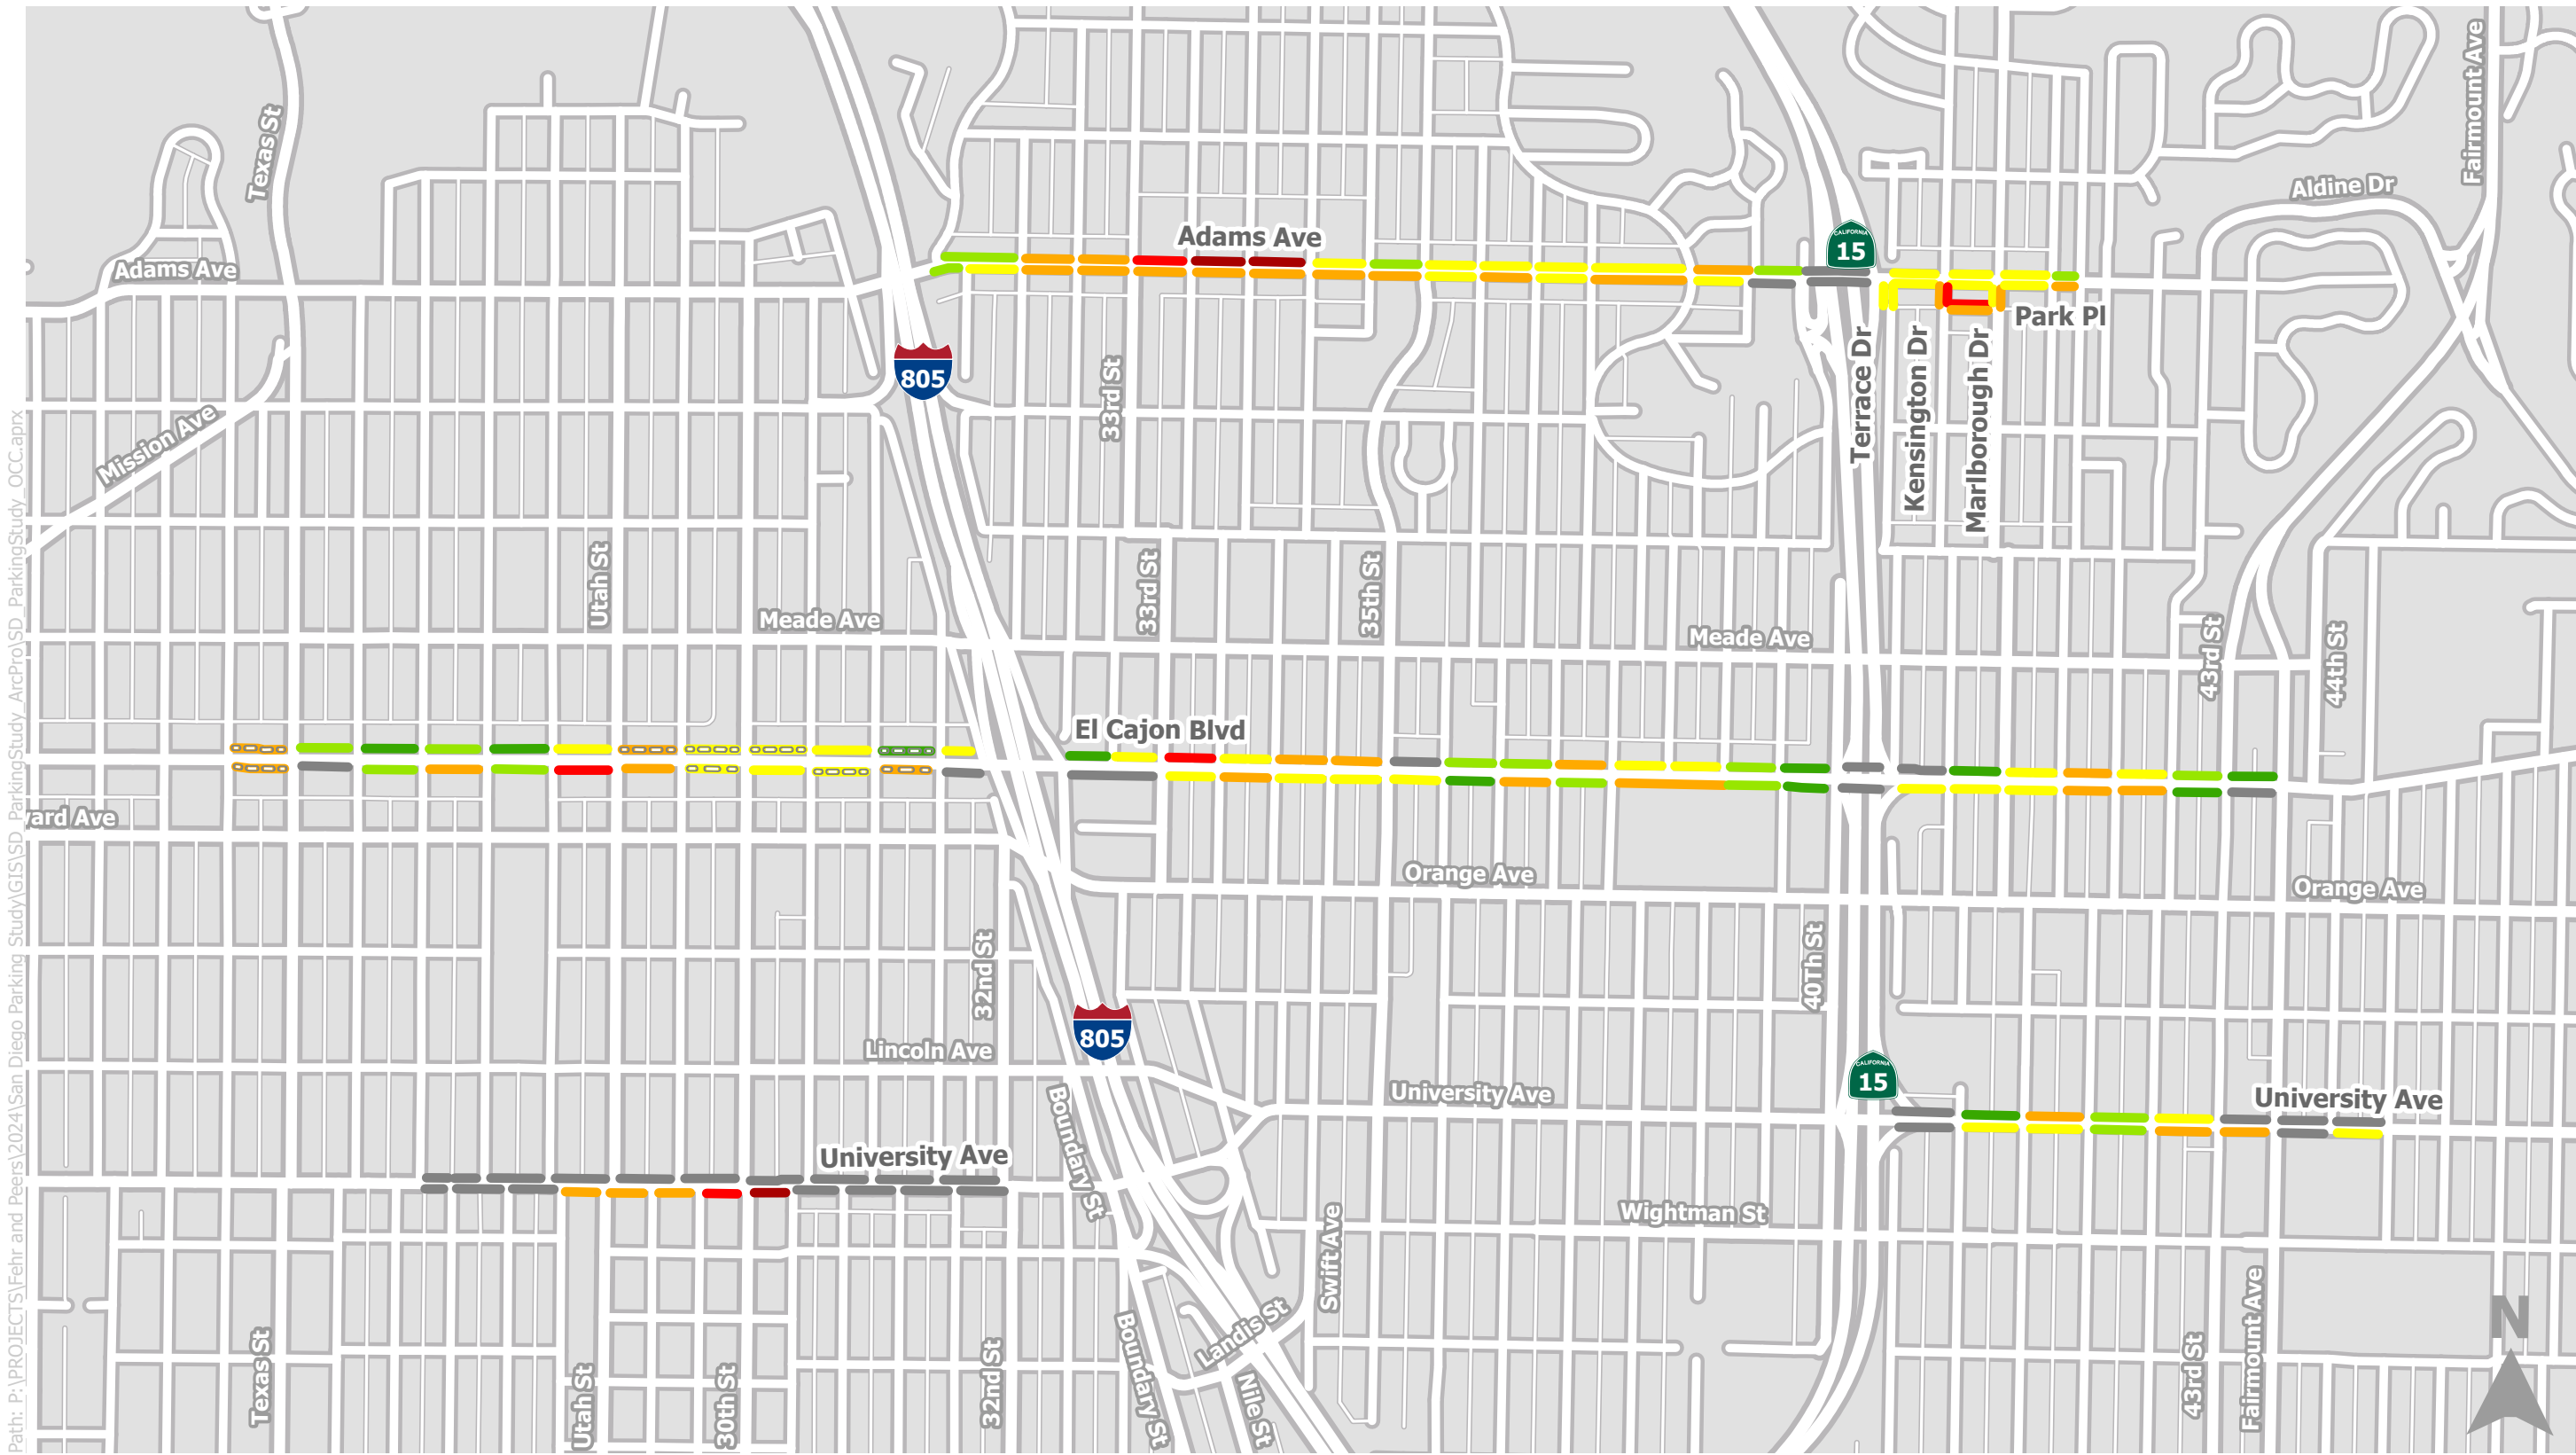 Fairmount Ave
Texas St
Aldine Dr
Adams Ave
CALIFORNIA
15
Adams Ave
Park Pl
805
33rd St
Terrace Dr
Kensington Dr
Marlborough Dr
Mission Ave
Utah St
33rd St
35th St
Meade Ave
Meade Ave
43rd St
44th St
El Cajon Blvd
vard Ave
Orange Ave
Orange Ave
32nd St
40Th St
805
Lincoln Ave
CALIFORNIA
15
University Ave
University Ave
Boundary St
University Ave
Wightman St
Swift Ave
Landis St
Fairmount Ave
N
Texas St
Utah St
30th St
32nd St
Boundary St
Nile St
43rd St
Path: P:\PROJECTS\Fehr and Peers\2024\San Diego Parking Study\GIS\SD_ParkingStudy_ArcPro\SD_ParkingStudy_OCC.aprx